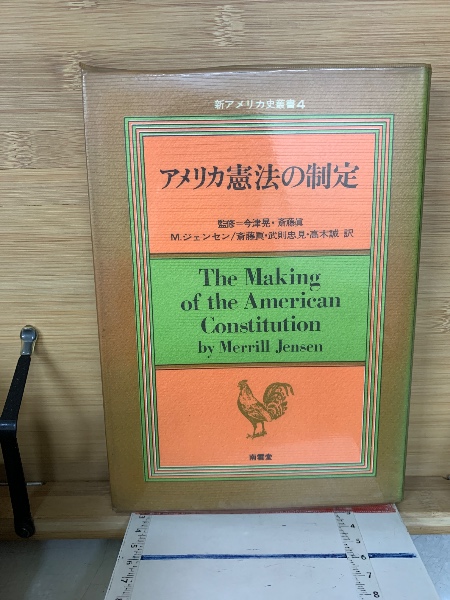 新アメリカ史叢書4
アメリカ憲法の制定
監修=今津晃・斎藤眞
M.ジェンセン/斎藤眞・武則忠見・高木誠 訳
The Making
of the American
Constitution
by Merrill Jensen
南雲堂